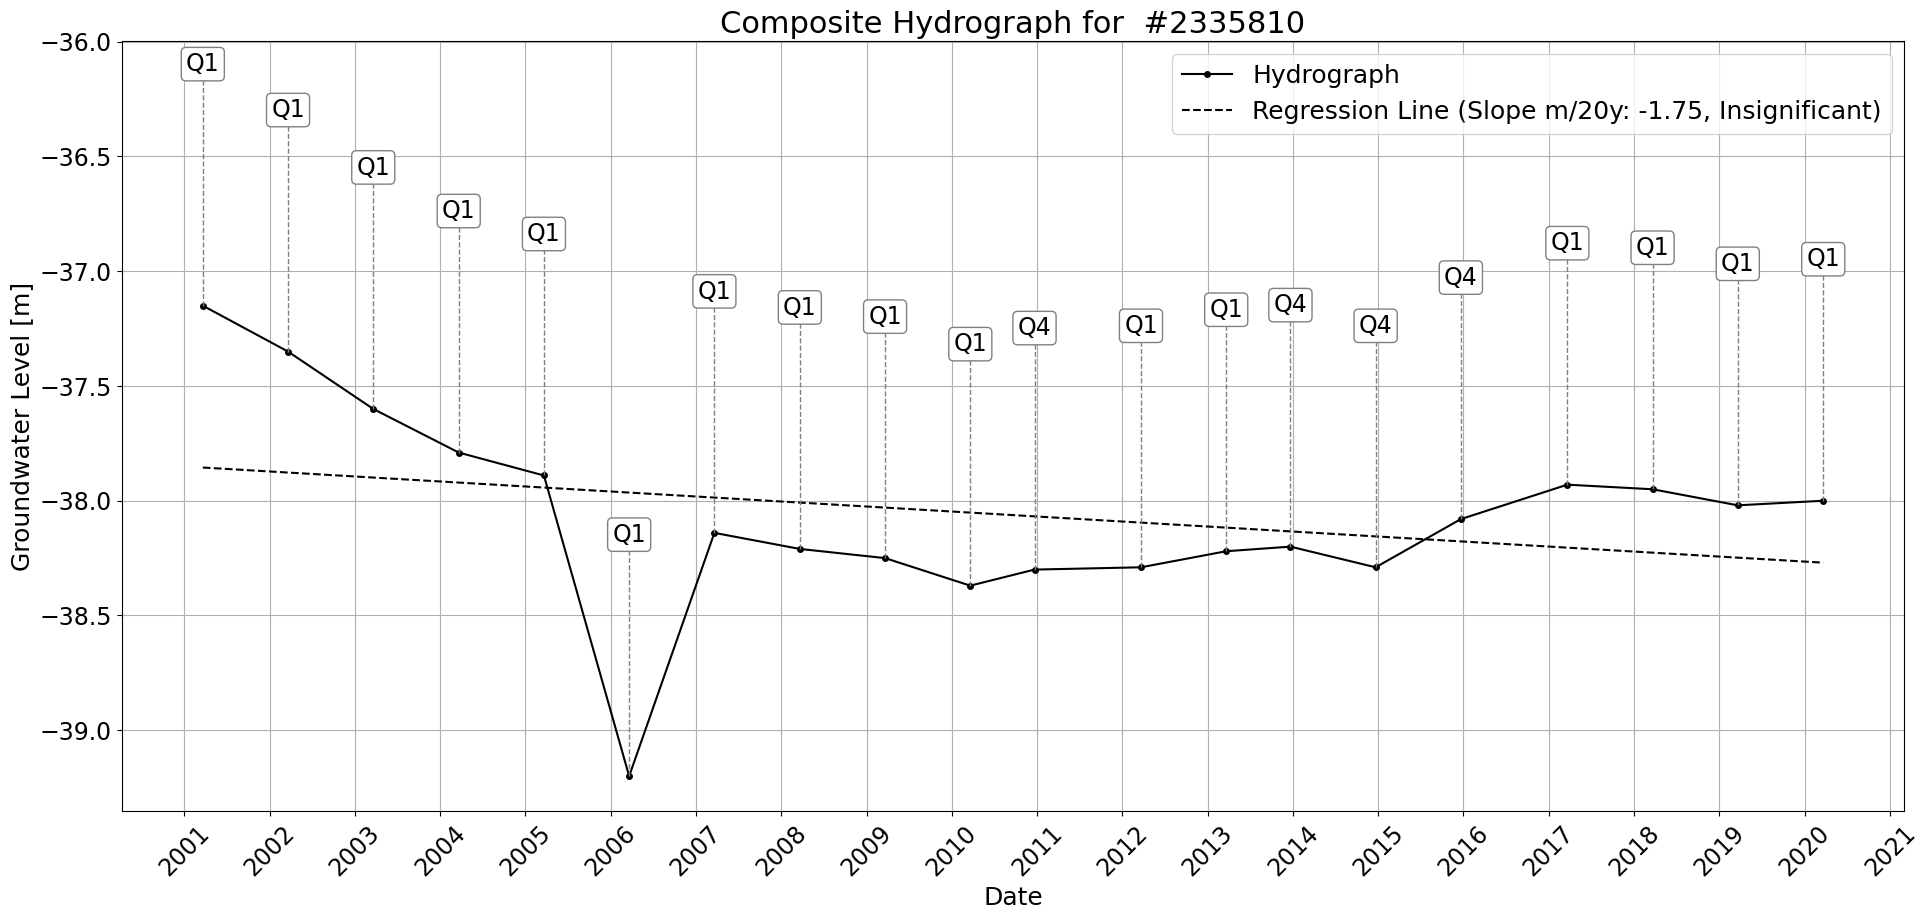 Composite Hydrograph for  #2335810
Hydrograph
Regression Line (Slope m/20y: -1.75, Insignificant)
Groundwater Level [m]
−36.0
−36.5
−37.0
−37.5
−38.0
−38.5
−39.0
Q1
Q1
Q1
Q1
Q1
Q1
Q1
Q1
Q1
Q1
Q4
Q1
Q1
Q4
Q4
Q4
Q1
Q1
Q1
Q1
2001
2002
2003
2004
2005
2006
2007
2008
2009
2010
2011
2012
2013
2014
2015
2016
2017
2018
2019
2020
2021
Date